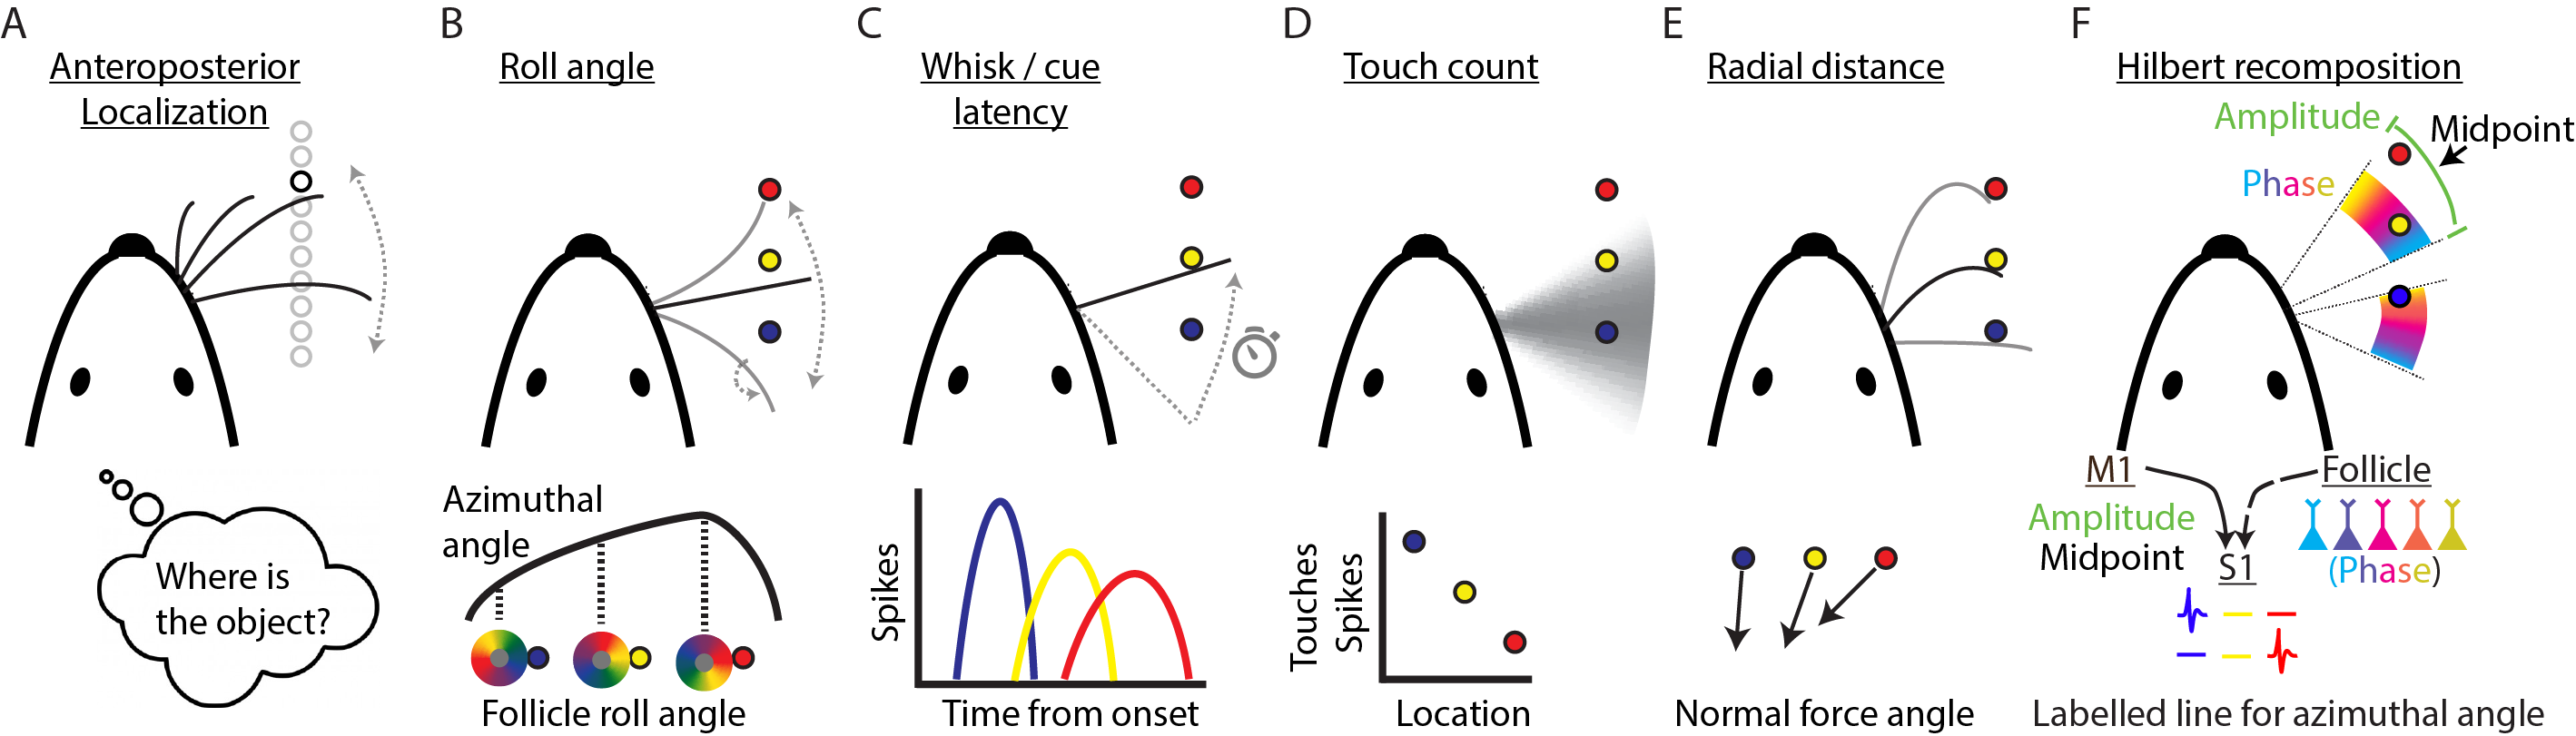 A
Anteroposterior
Localization
Where is
the object?
B
Roll angle
Azimuthal
angle
Follicle roll angle
C
Whisk / cue
latency
Spikes
Time from onset
D
Touch count
Touches
Spikes
Location
E
Radial distance
Normal force angle
F
Hilbert recomposition
Amplitude
Midpoint
Phase
M1
Follicle
Amplitude
Midpoint
S1
(Phase)
Labelled line for azimuthal angle